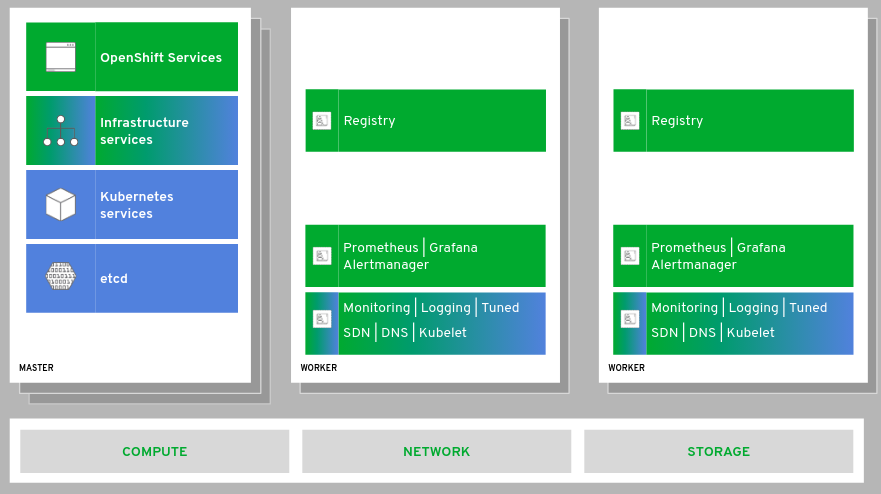 OpenShift Services
Infrastructure
services
Kubernetes
services
etcd
MASTER
Registry
Prometheus | Grafana
Alertmanager
Monitoring | Logging | Tuned
SDN | DNS | Kubelet
WORKER
Registry
Prometheus | Grafana
Alertmanager
Monitoring | Logging | Tuned
SDN | DNS | Kubelet
WORKER
COMPUTE
NETWORK
STORAGE